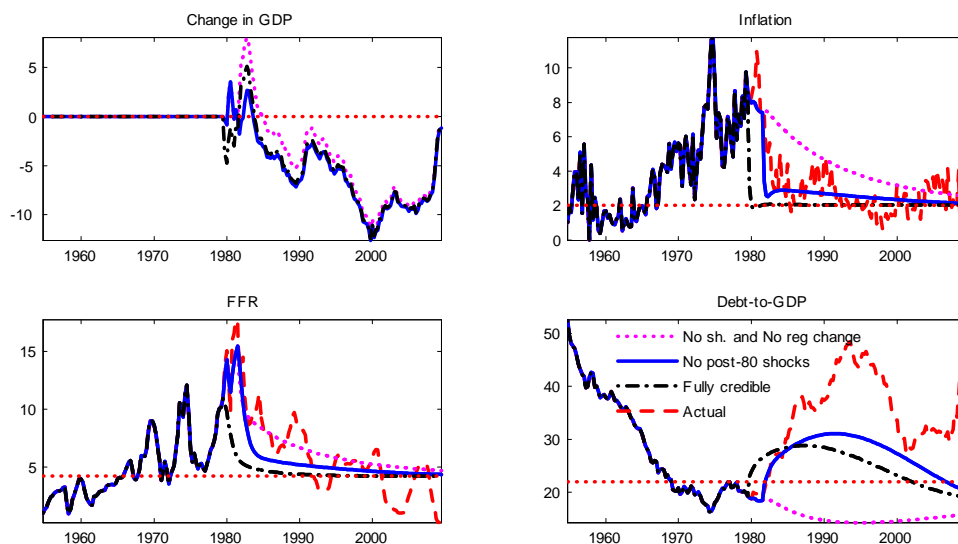 Change in GDP
5
0
-5
-10
1960 1970 1980 1990 2000
Inflation
10
8
6
4
2
0
1960 1970 1980 1990 2000
FFR
15
10
5
1960 1970 1980 1990 2000
Debt-to-GDP
50
40
30
20
No sh. and No reg change
No post-80 shocks
Fully credible
Actual
1960 1970 1980 1990 2000